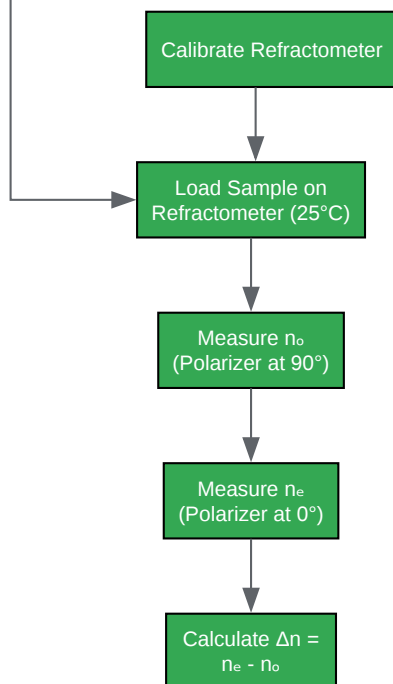 Calibrate Refractometer
Load Sample on
Refractometer (25°C)
Measure nₒ
(Polarizer at 90°)
Measure nₑ
(Polarizer at 0°)
Calculate Δn =
nₑ - nₒ